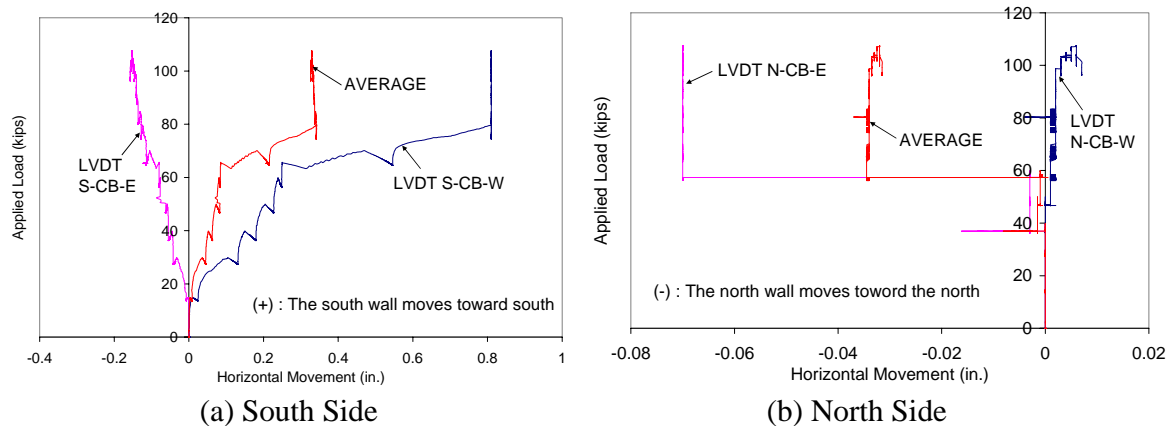 120
100
80
60
40
20
0
Applied Load (kips)
AVERAGE
LVDT
S-CB-E
LVDT S-CB-W
(+) : The south wall moves toward south
-0.4
-0.2
0
0.2
0.4
0.6
0.8
1
Horizontal Movement (in.)
(a) South Side
120
100
80
60
40
20
0
Applied Load (kips)
LVDT N-CB-E
AVERAGE
LVDT
N-CB-W
(-) : The north wall moves toword the north
-0.08
-0.06
-0.04
-0.02
0
0.02
Horizontal Movement (in.)
(b) North Side